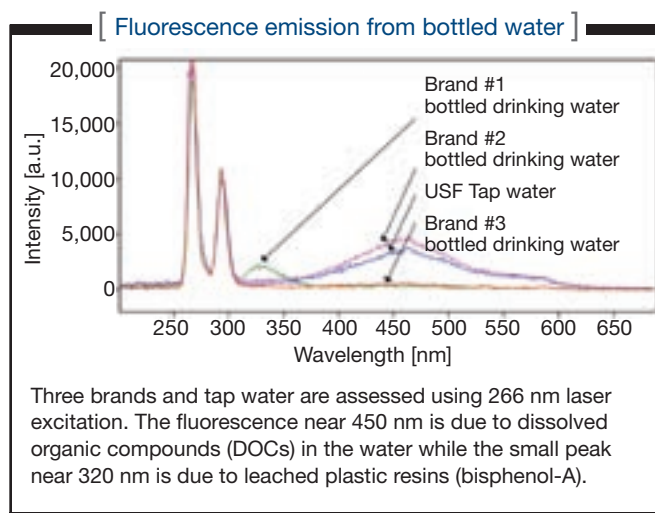 [ Fluorescence emission from bottled water ]
20,000
15,000
10,000
5,000
0
Intensity [a.u.]
Brand #1
bottled drinking water
Brand #2
bottled drinking water
USF Tap water
Brand #3
bottled drinking water
250 300 350 400 450 500 550 600 650
Wavelength [nm]
Three brands and tap water are assessed using 266 nm laser
excitation. The fluorescence near 450 nm is due to dissolved
organic compounds (DOCs) in the water while the small peak
near 320 nm is due to leached plastic resins (bisphenol-A).